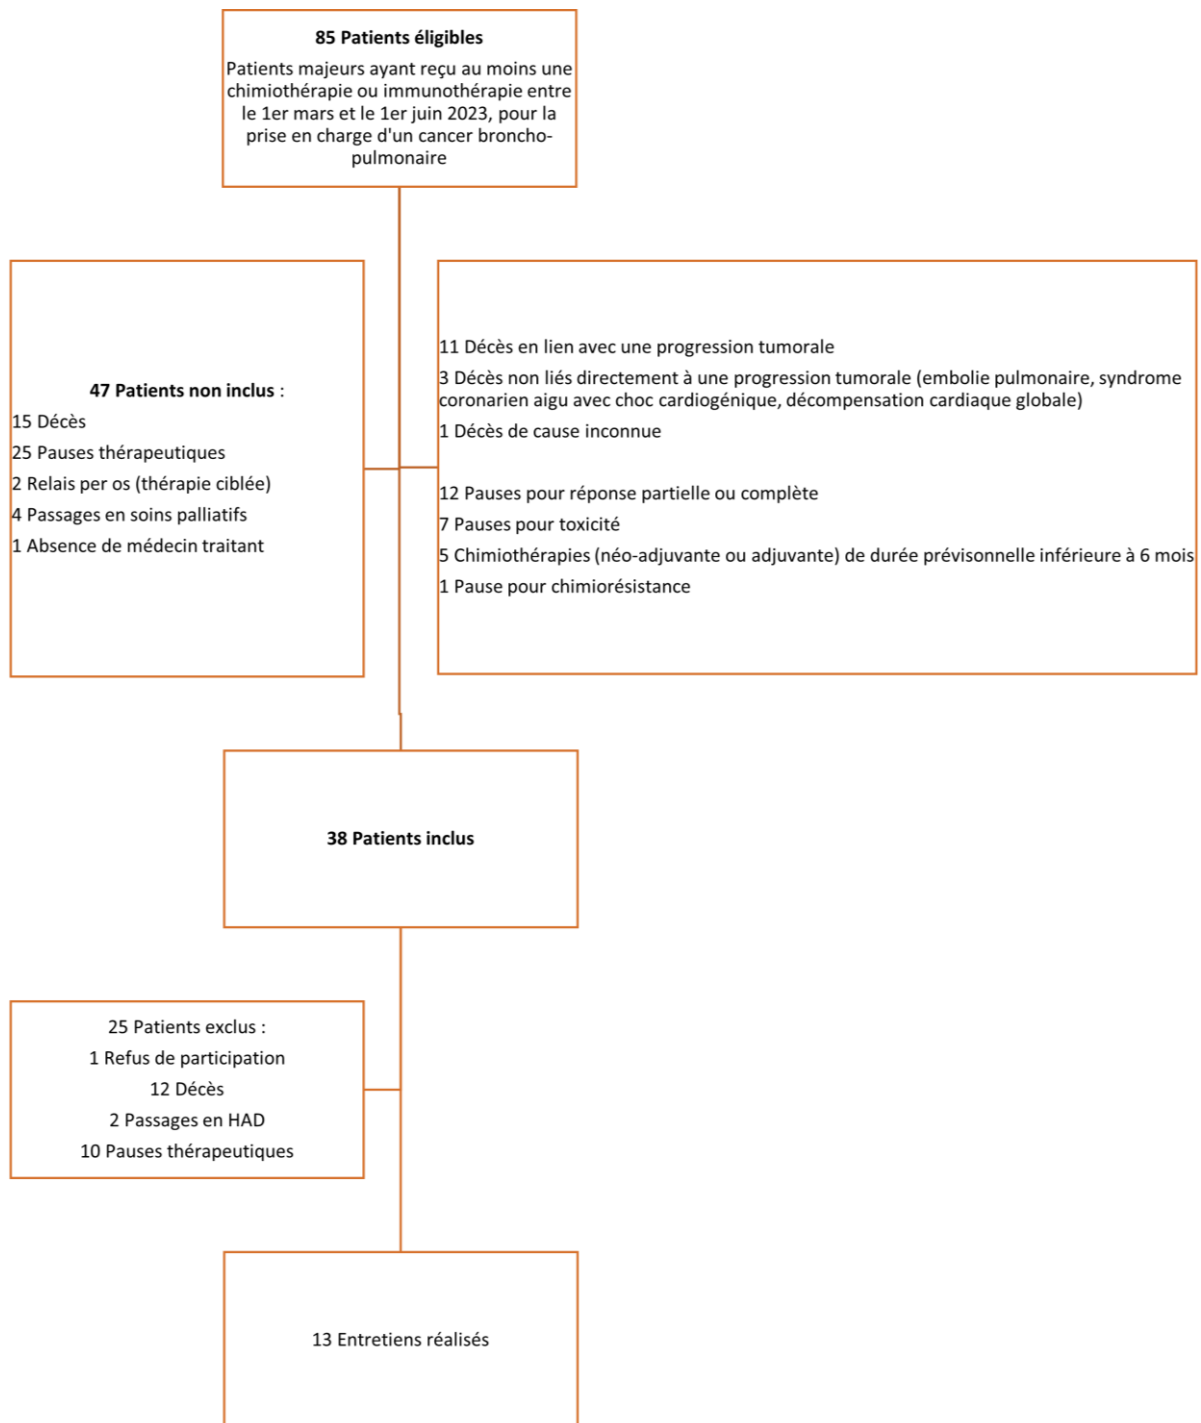 85 Patients éligibles
Patients majeurs ayant reçu au moins une
chimiothérapie ou immunothérapie entre
le 1er mars et le 1er juin 2023, pour la
prise en charge d'un cancer broncho-
pulmonaire
47 Patients non inclus :
15 Décès
25 Pauses thérapeutiques
2 Relais per os (thérapie ciblée)
4 Passages en soins palliatifs
1 Absence de médecin traitant
11 Décès en lien avec une progression tumorale
3 Décès non liés directement à une progression tumorale (embolie pulmonaire, syndrome
coronarien aigu avec choc cardiogénique, décompensation cardiaque globale)
1 Décès de cause inconnue
12 Pauses pour réponse partielle ou complète
7 Pauses pour toxicité
5 Chimiothérapies (néo-adjuvante ou adjuvante) de durée prévisonnelle inférieure à 6 mois
1 Pause pour chimiorésistance
38 Patients inclus
25 Patients exclus :
1 Refus de participation
12 Décès
2 Passages en HAD
10 Pauses thérapeutiques
13 Entretiens réalisés